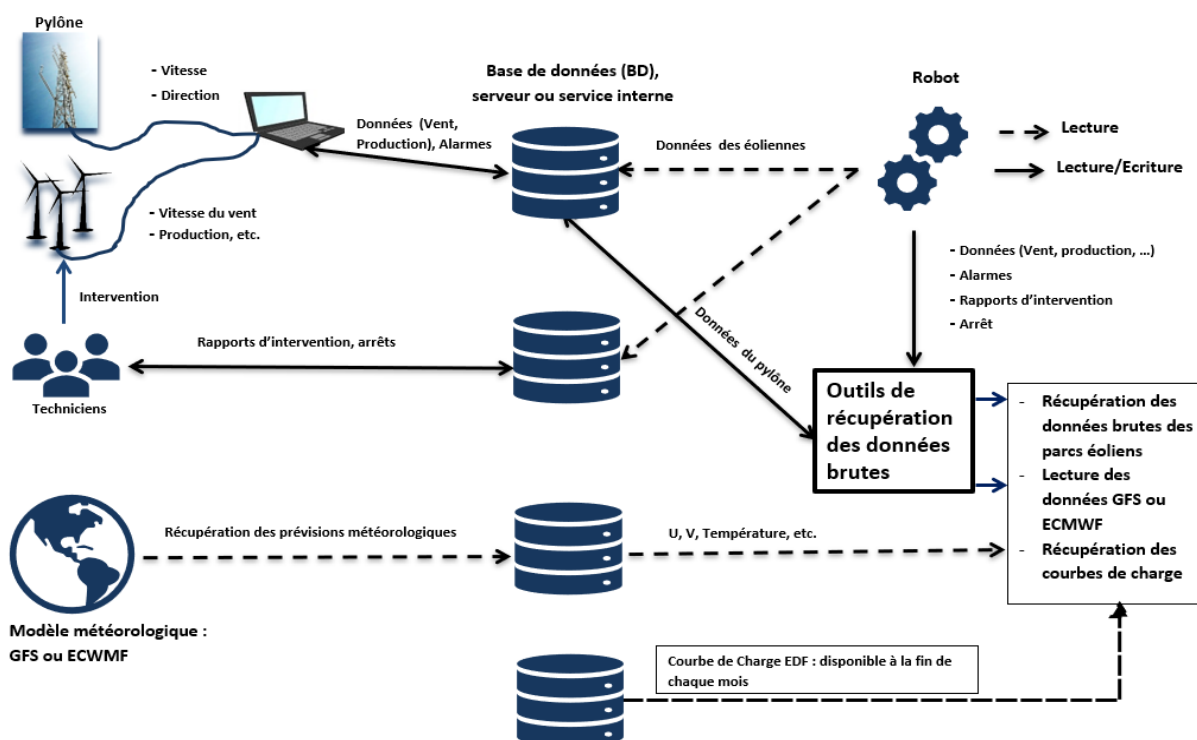 Pylône
- Vitesse
- Direction
Base de données (BD),
serveur ou service interne
Robot
Données (Vent,
Production), Alarmes
Données des éoliennes
Lecture
Lecture/Ecriture
- Vitesse du vent
- Production, etc.
- Données (Vent, production, ...)
- Alarmes
- Rapports d’intervention
- Arrêt
Intervention
Données du pylône
Rapports d’intervention, arrêts
Techniciens
Outils de
récupération
des données
brutes
- Récupération des
données brutes des
parcs éoliens
- Lecture des
données GFS ou
ECMWF
- Récupération des
courbes de charge
Récupération des prévisions météorologiques
U, V, Température, etc.
Modèle météorologique :
GFS ou ECWMF
Courbe de Charge EDF : disponible à la fin de
chaque mois